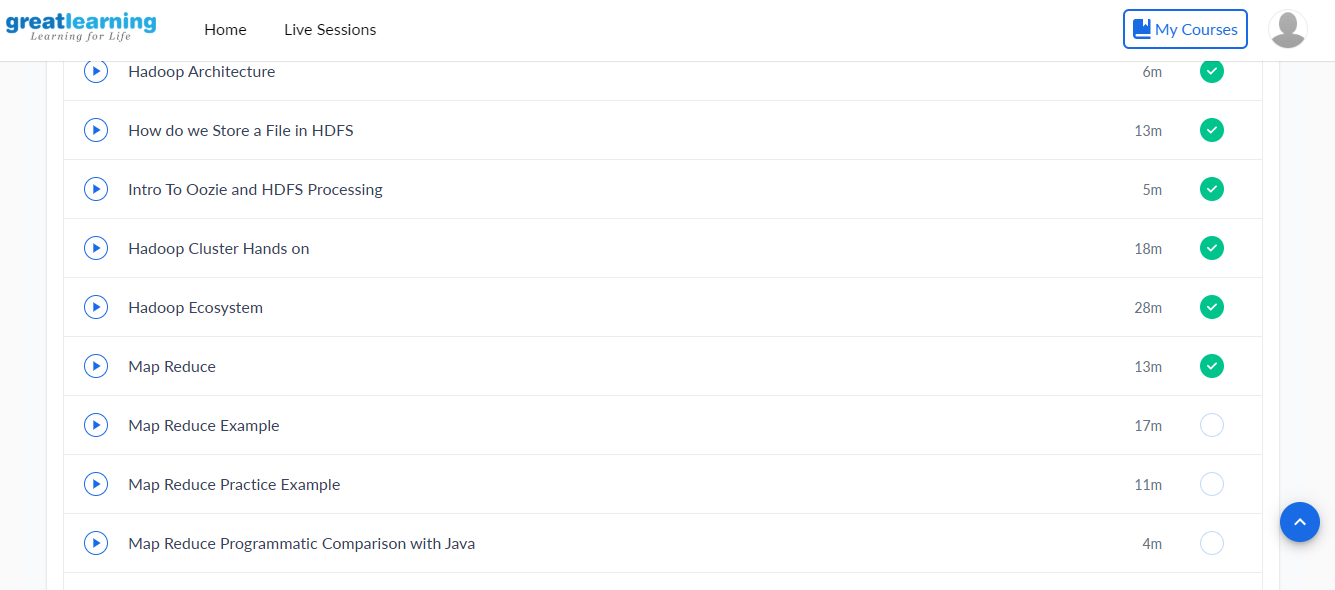 greatlearning
Learning for Life
Home
Live Sessions
My Courses
Hadoop Architecture 6m
How do we Store a File in HDFS 13m
Intro To Oozie and HDFS Processing 5m
Hadoop Cluster Hands on 18m
Hadoop Ecosystem 28m
Map Reduce 13m
Map Reduce Example 17m
Map Reduce Practice Example 11m
Map Reduce Programmatic Comparison with Java 4m